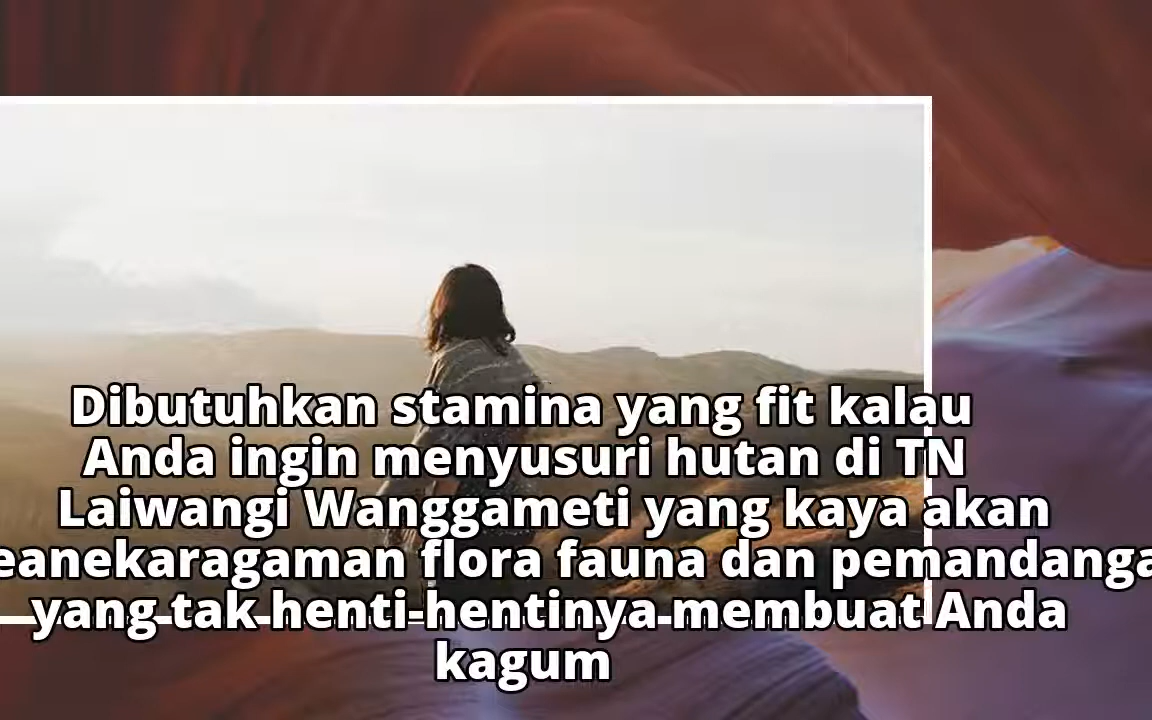 Dibutuhkan stamina yang fit kalau
Anda ingin menyusuri hutan di TN
Laiwangi Wanggameti yang kaya akan
eanekaragaman flora fauna dan pemandanga
yang tak henti-hentinya membuat Anda
kagum